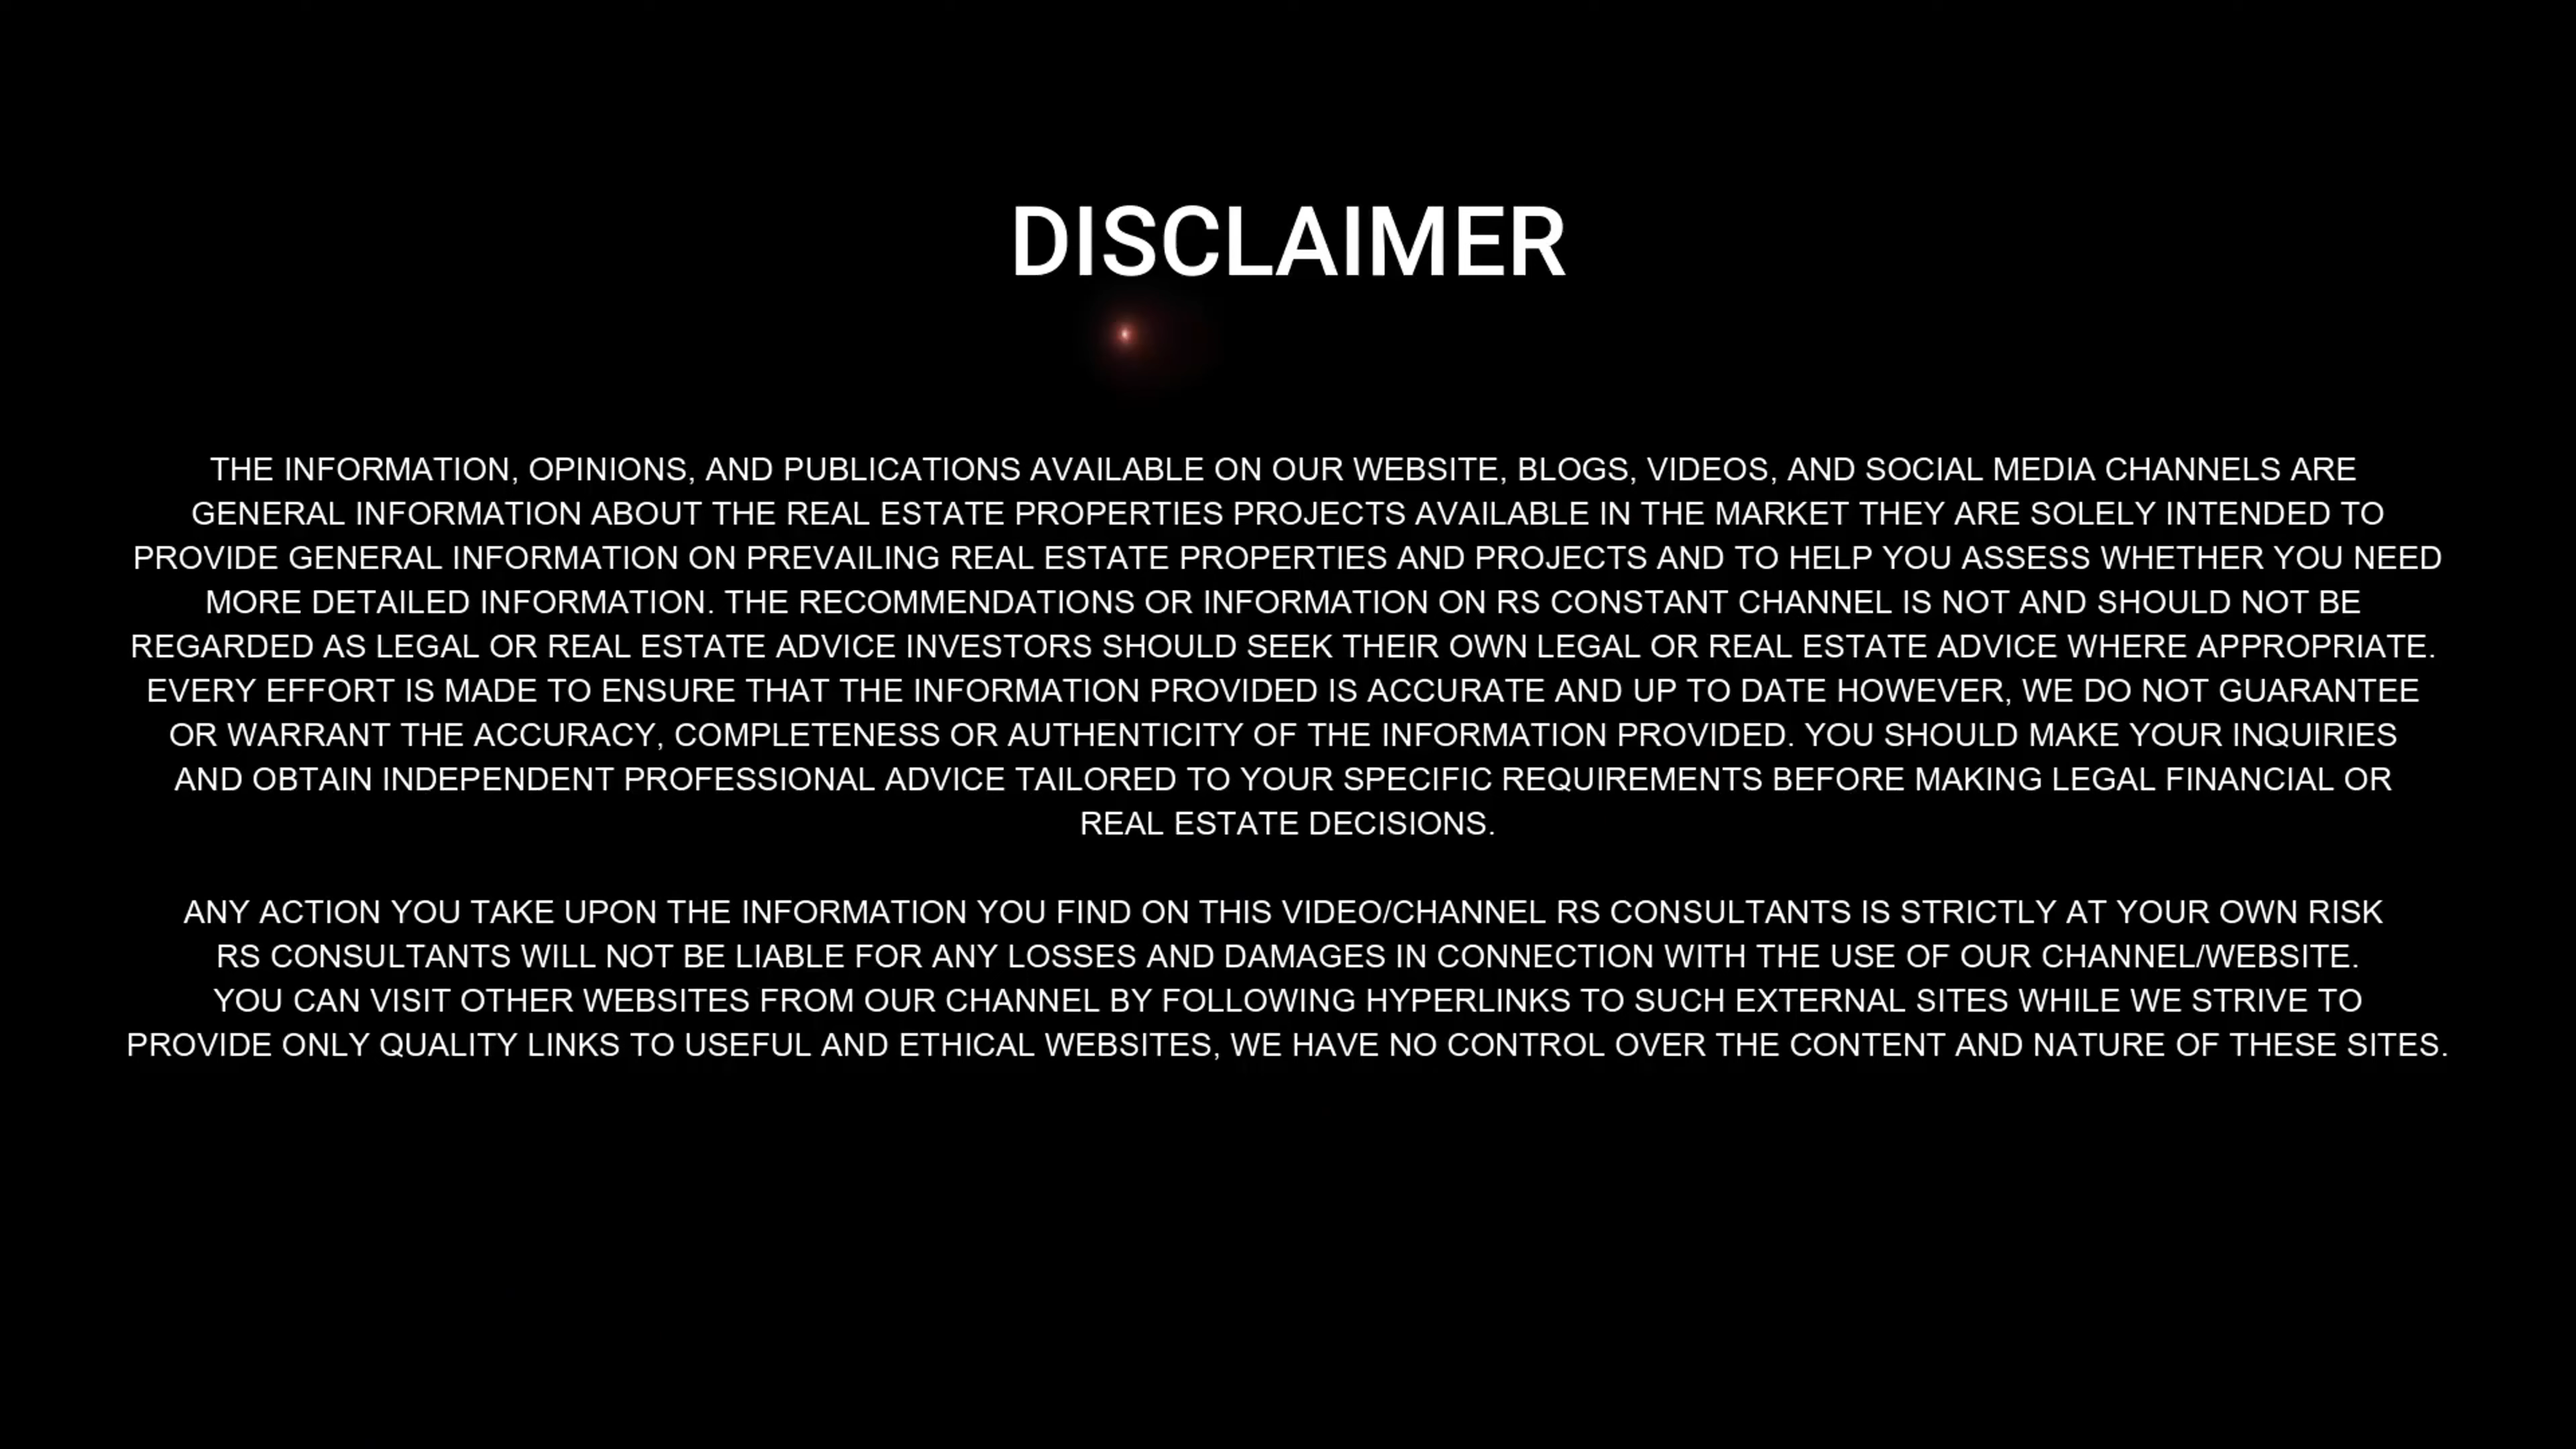 DISCLAIMER
THE INFORMATION, OPINIONS, AND PUBLICATIONS AVAILABLE ON OUR WEBSITE, BLOGS, VIDEOS, AND SOCIAL MEDIA CHANNELS ARE
GENERAL INFORMATION ABOUT THE REAL ESTATE PROPERTIES PROJECTS AVAILABLE IN THE MARKET THEY ARE SOLELY INTENDED TO
PROVIDE GENERAL INFORMATION ON PREVAILING REAL ESTATE PROPERTIES AND PROJECTS AND TO HELP YOU ASSESS WHETHER YOU NEED
MORE DETAILED INFORMATION. THE RECOMMENDATIONS OR INFORMATION ON RS CONSTANT CHANNEL IS NOT AND SHOULD NOT BE
REGARDED AS LEGAL OR REAL ESTATE ADVICE INVESTORS SHOULD SEEK THEIR OWN LEGAL OR REAL ESTATE ADVICE WHERE APPROPRIATE.
EVERY EFFORT IS MADE TO ENSURE THAT THE INFORMATION PROVIDED IS ACCURATE AND UP TO DATE HOWEVER, WE DO NOT GUARANTEE
OR WARRANT THE ACCURACY, COMPLETENESS OR AUTHENTICITY OF THE INFORMATION PROVIDED. YOU SHOULD MAKE YOUR INQUIRIES
AND OBTAIN INDEPENDENT PROFESSIONAL ADVICE TAILORED TO YOUR SPECIFIC REQUIREMENTS BEFORE MAKING LEGAL FINANCIAL OR
REAL ESTATE DECISIONS.
ANY ACTION YOU TAKE UPON THE INFORMATION YOU FIND ON THIS VIDEO/CHANNEL RS CONSULTANTS IS STRICTLY AT YOUR OWN RISK
RS CONSULTANTS WILL NOT BE LIABLE FOR ANY LOSSES AND DAMAGES IN CONNECTION WITH THE USE OF OUR CHANNEL/WEBSITE.
YOU CAN VISIT OTHER WEBSITES FROM OUR CHANNEL BY FOLLOWING HYPERLINKS TO SUCH EXTERNAL SITES WHILE WE STRIVE TO
PROVIDE ONLY QUALITY LINKS TO USEFUL AND ETHICAL WEBSITES, WE HAVE NO CONTROL OVER THE CONTENT AND NATURE OF THESE SITES.